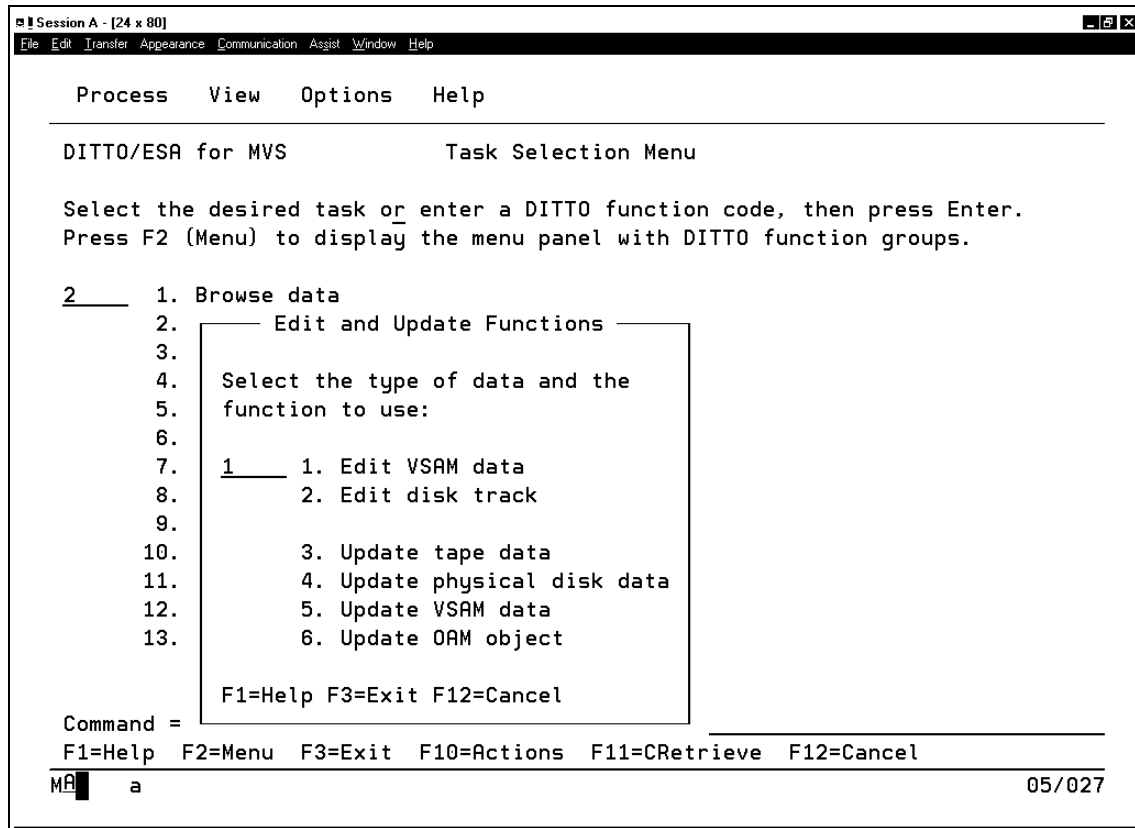 Session A - [24 x 80]
File Edit Transfer Appearance Communication Assist Window Help
Process View Options Help
DITTO/ESA for MVS Task Selection Menu
Select the desired task or enter a DITTO function code, then press Enter.
Press F2 (Menu) to display the menu panel with DITTO function groups.
2 1. Browse data
2. Edit and Update Functions
3.
4. Select the type of data and the
5. function to use:
6.
7. 1 1. Edit VSAM data
8. 2. Edit disk track
9.
10. 3. Update tape data
11. 4. Update physical disk data
12. 5. Update VSAM data
13. 6. Update OAM object
F1=Help F3=Exit F12=Cancel
Command =
F1=Help F2=Menu F3=Exit F10=Actions F11=CRetrieve F12=Cancel
MA a 05/027